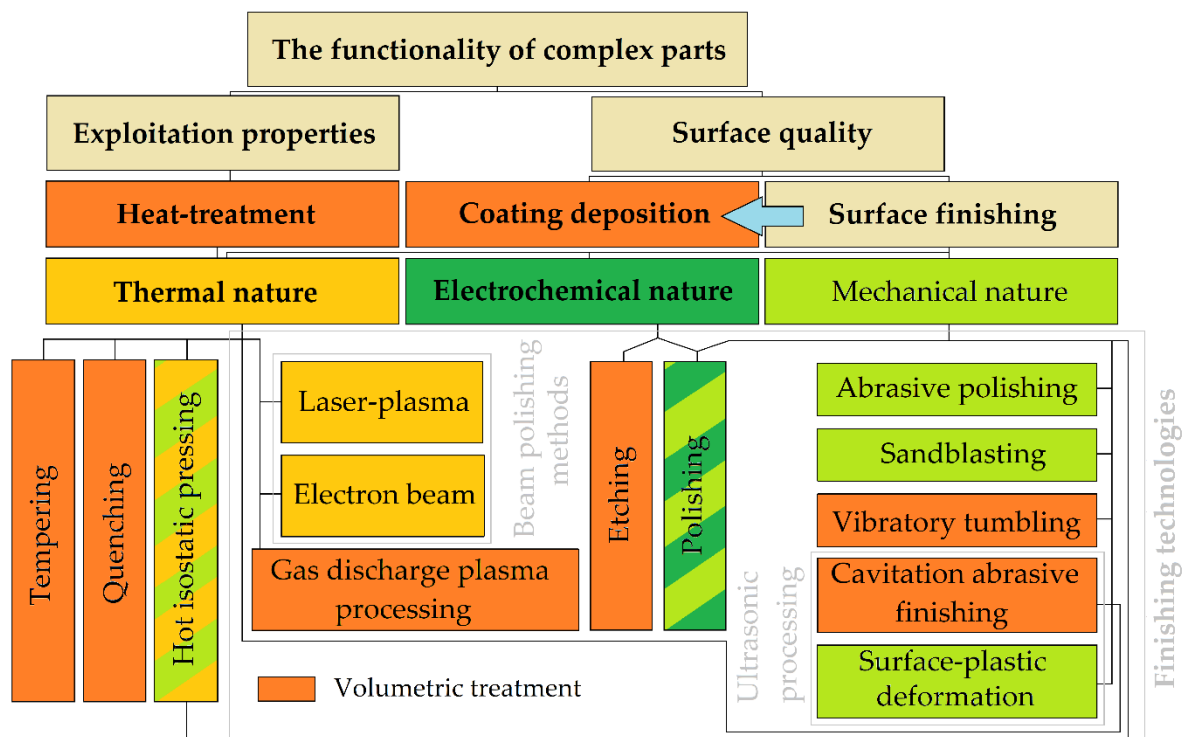 The functionality of complex parts
Exploitation properties
Surface quality
Heat-treatment
Coating deposition
Surface finishing
Thermal nature
Electrochemical nature
Mechanical nature
Tempering
Quenching
Hot isostatic pressing
Laser-plasma
Electron beam
Beam polishing
methods
Gas discharge plasma
processing
Etching
Polishing
Abrasive polishing
Sandblasting
Vibratory tumbling
Cavitation abrasive
finishing
Surface-plastic
deformation
Ultrasonic
processing
Finishing technologies
Volumetric treatment